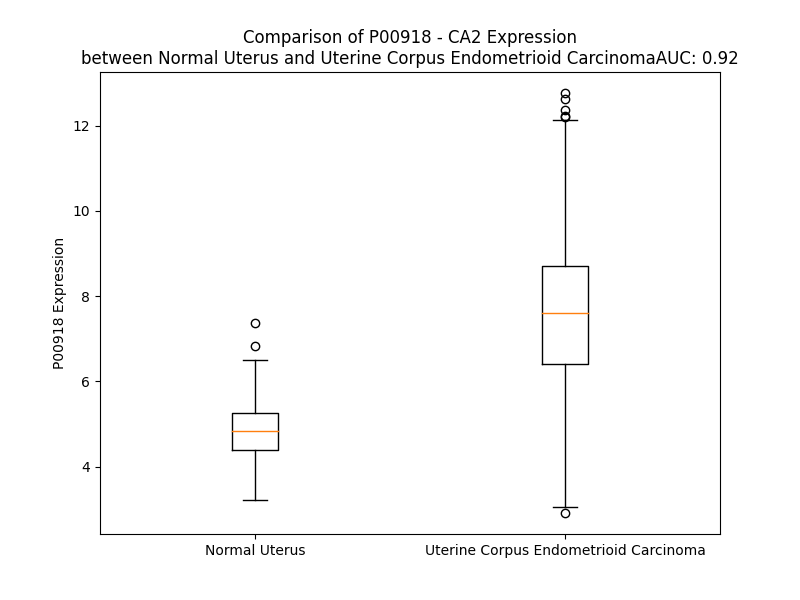 Comparison of P00918 - CA2 Expression
between Normal Uterus and Uterine Corpus Endometrioid CarcinomaAUC: 0.92
P00918 Expression
12
10
8
6
4
Normal Uterus
Uterine Corpus Endometrioid Carcinoma